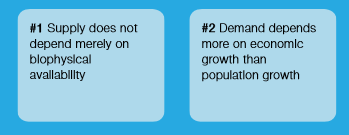 #1 Supply does not
depend merely on
biophysical
availability
#2 Demand depends
more on economic
growth than
population growth